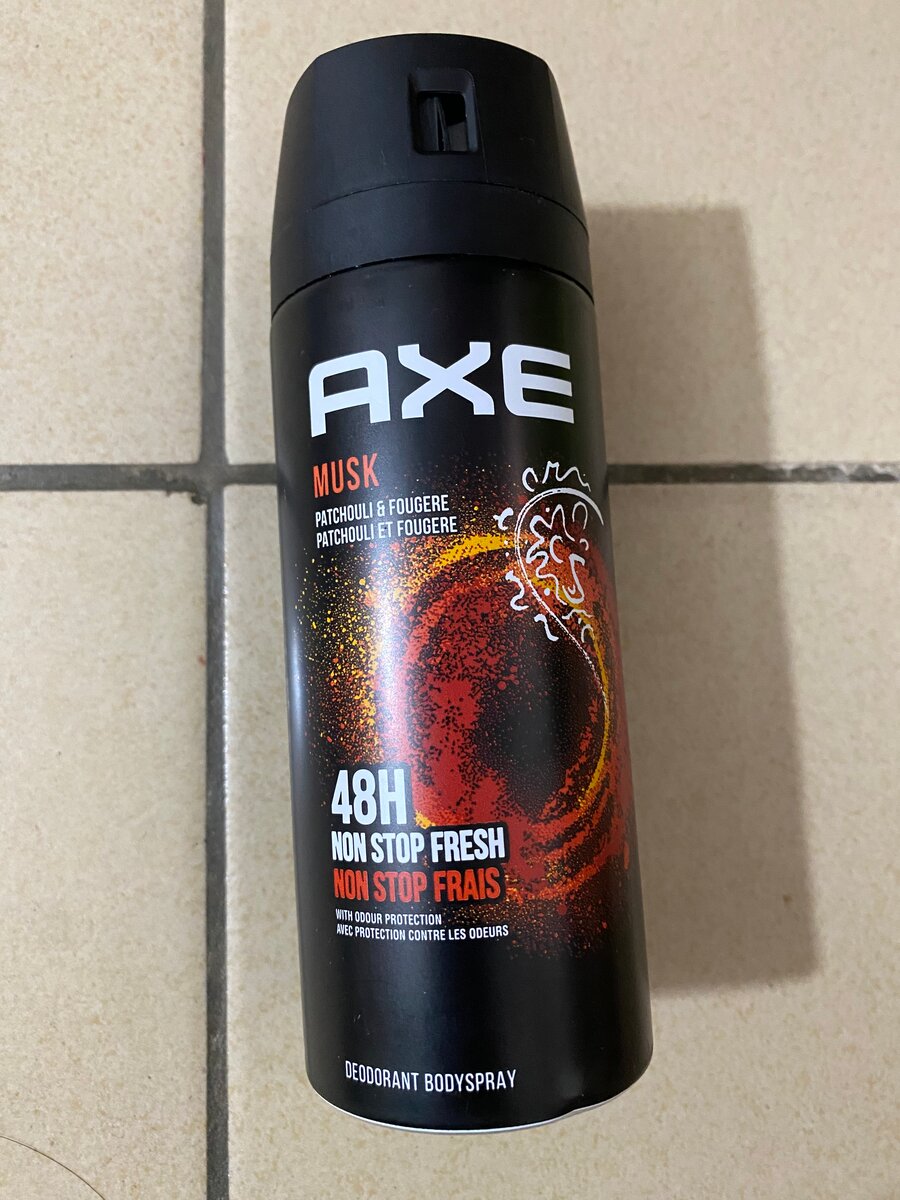 AXE
MUSK
PATCHOULI & FOUGERE
PATCHOULI ET FOUGERE
48H
NON STOP FRESH
NON STOP FRAIS
WITH ODOUR PROTECTION
AVEC PROTECTION CONTRE LES ODEURS
DEODORANT BODYSPRAY